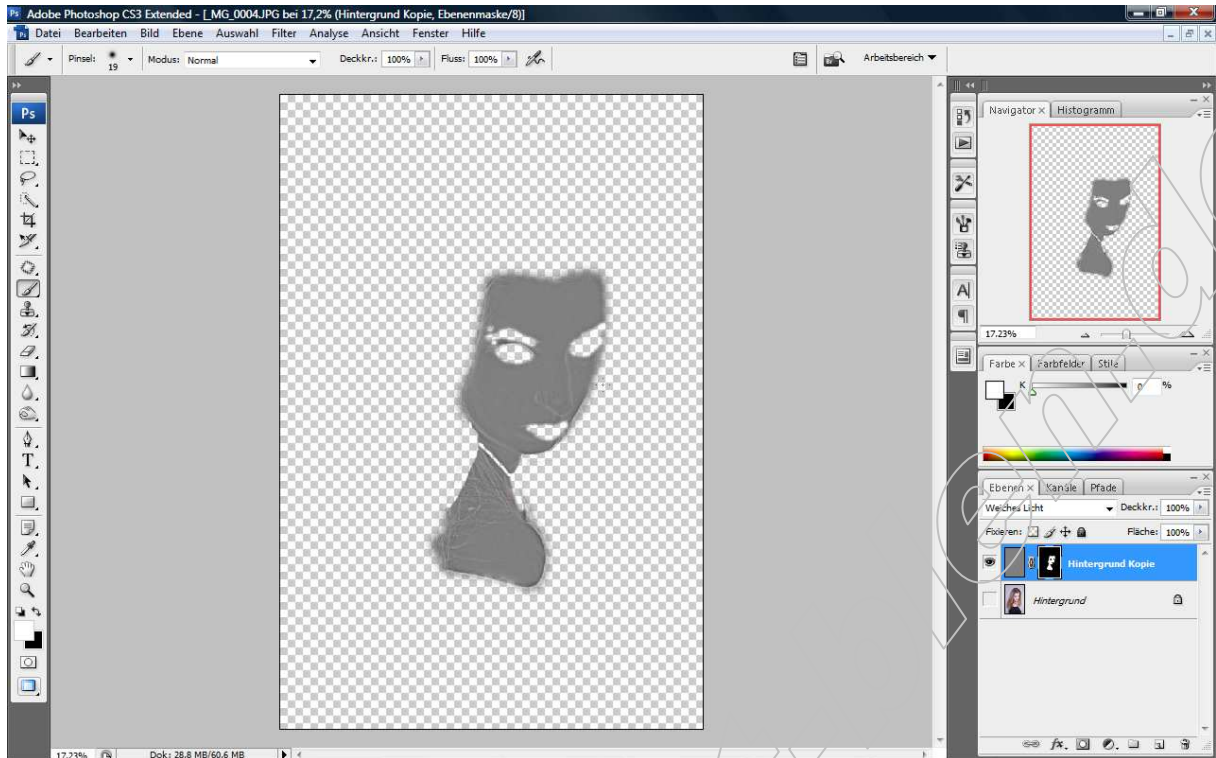 Ps Adobe Photoshop CS3 Extended - [_MG_0004.JPG bei 17,2% (Hintergrund Kopie, Ebenenmaske/8)]
Datei Bearbeiten Bild Ebene Auswahl Filter Analyse Ansicht Fenster Hilfe
Pinsel: 19 Modus: Normal Deckkr.: 100% Fluss: 100% Arbeitsbereich
Ps
Navigator Histogramm
17.23%
Farbe Farbfelder Stile
K 0 %
Ebenen Kanäle Pfade
Weiches Licht Deckkr.: 100%
Fixieren: Fläche: 100%
Hintergrund Kopie
Hintergrund
17.23% Dok: 28.8 MB/60.6 MB